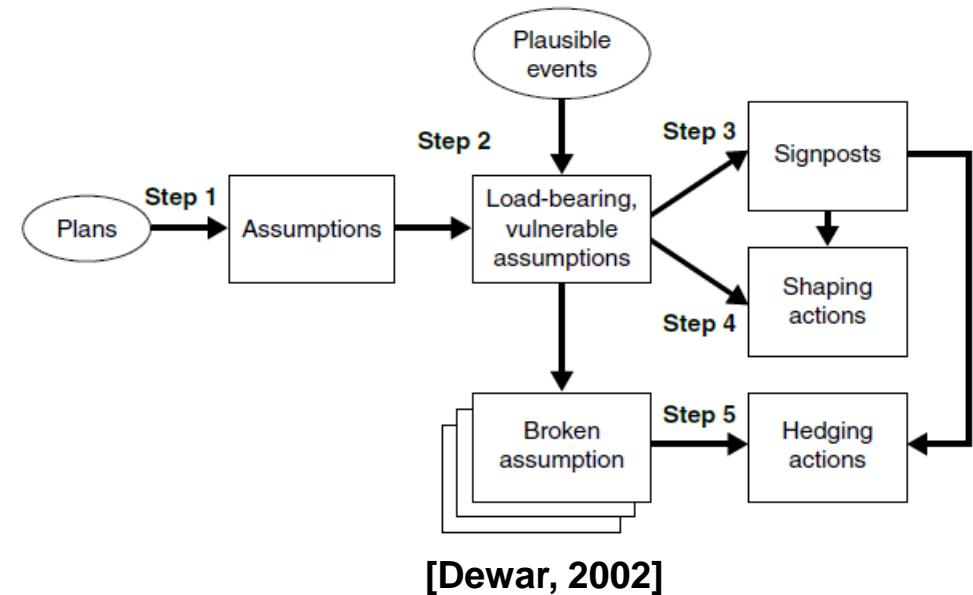 Plausible
events
Step 2
Step 3
Signposts
Step 1
Plans
Assumptions
Load-bearing,
vulnerable
assumptions
Shaping
actions
Step 4
Broken
assumption
Step 5
Hedging
actions
[Dewar, 2002]